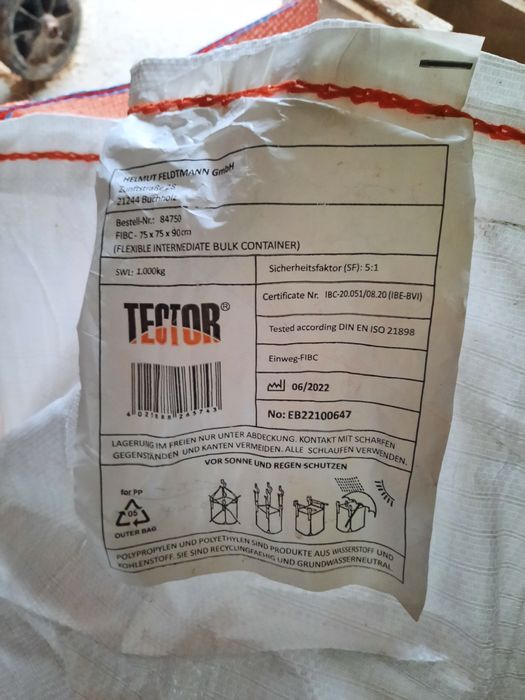 HELMUT FELDTMANN GmbH
Zunftstraße 28
21244 Buchholz
Bestell-Nr.: 84750
FIBC - 75 x 75 x 90cm
(FLEXIBLE INTERMEDIATE BULK CONTAINER)
SWL: 1.000kg
Sicherheitsfaktor (SF): 5:1
Certificate Nr. IBC-20.051/08.20 (IBE-BVI)
TECTOR®
Tested according DIN EN ISO 21898
Einweg-FIBC
06/2022
No: EB22100647
LAGERUNG IM FREIEN NUR UNTER ABDECKUNG. KONTAKT MIT SCHARFEN
GEGENSTÄNDEN UND KANTEN VERMEIDEN. ALLE SCHLAUFEN VERWENDEN.
VOR SONNE UND REGEN SCHÜTZEN
for PP
05
OUTER BAG
POLYPROPYLEN UND POLYETHYLEN SIND PRODUKTE AUS WASSERSTOFF UND
KOHLENSTOFF. SIE SIND RECYCLINGFAEHIG UND GRUNDWASSERNEUTRAL